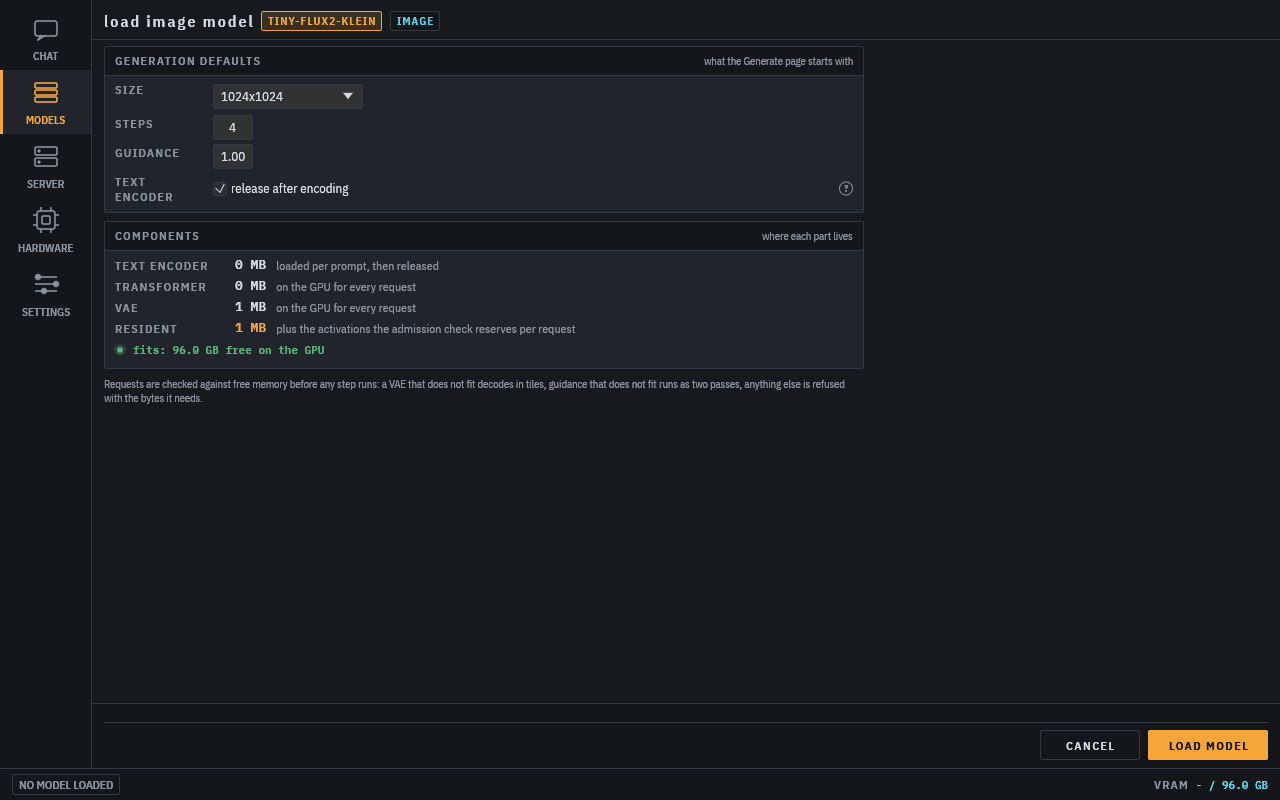 load image model TINY-FLUX2-KLEIN IMAGE
CHAT
MODELS
SERVER
HARDWARE
SETTINGS
GENERATION DEFAULTS what the Generate page starts with
SIZE 1024x1024
STEPS 4
GUIDANCE 1.00
TEXT ENCODER release after encoding ?
COMPONENTS where each part lives
TEXT ENCODER 0 MB loaded per prompt, then released
TRANSFORMER 0 MB on the GPU for every request
VAE 1 MB on the GPU for every request
RESIDENT 1 MB plus the activations the admission check reserves per request
fits: 96.0 GB free on the GPU
Requests are checked against free memory before any step runs: a VAE that does not fit decodes in tiles, guidance that does not fit runs as two passes, anything else is refused
with the bytes it needs.
CANCEL LOAD MODEL
NO MODEL LOADED VRAM - / 96.0 GB